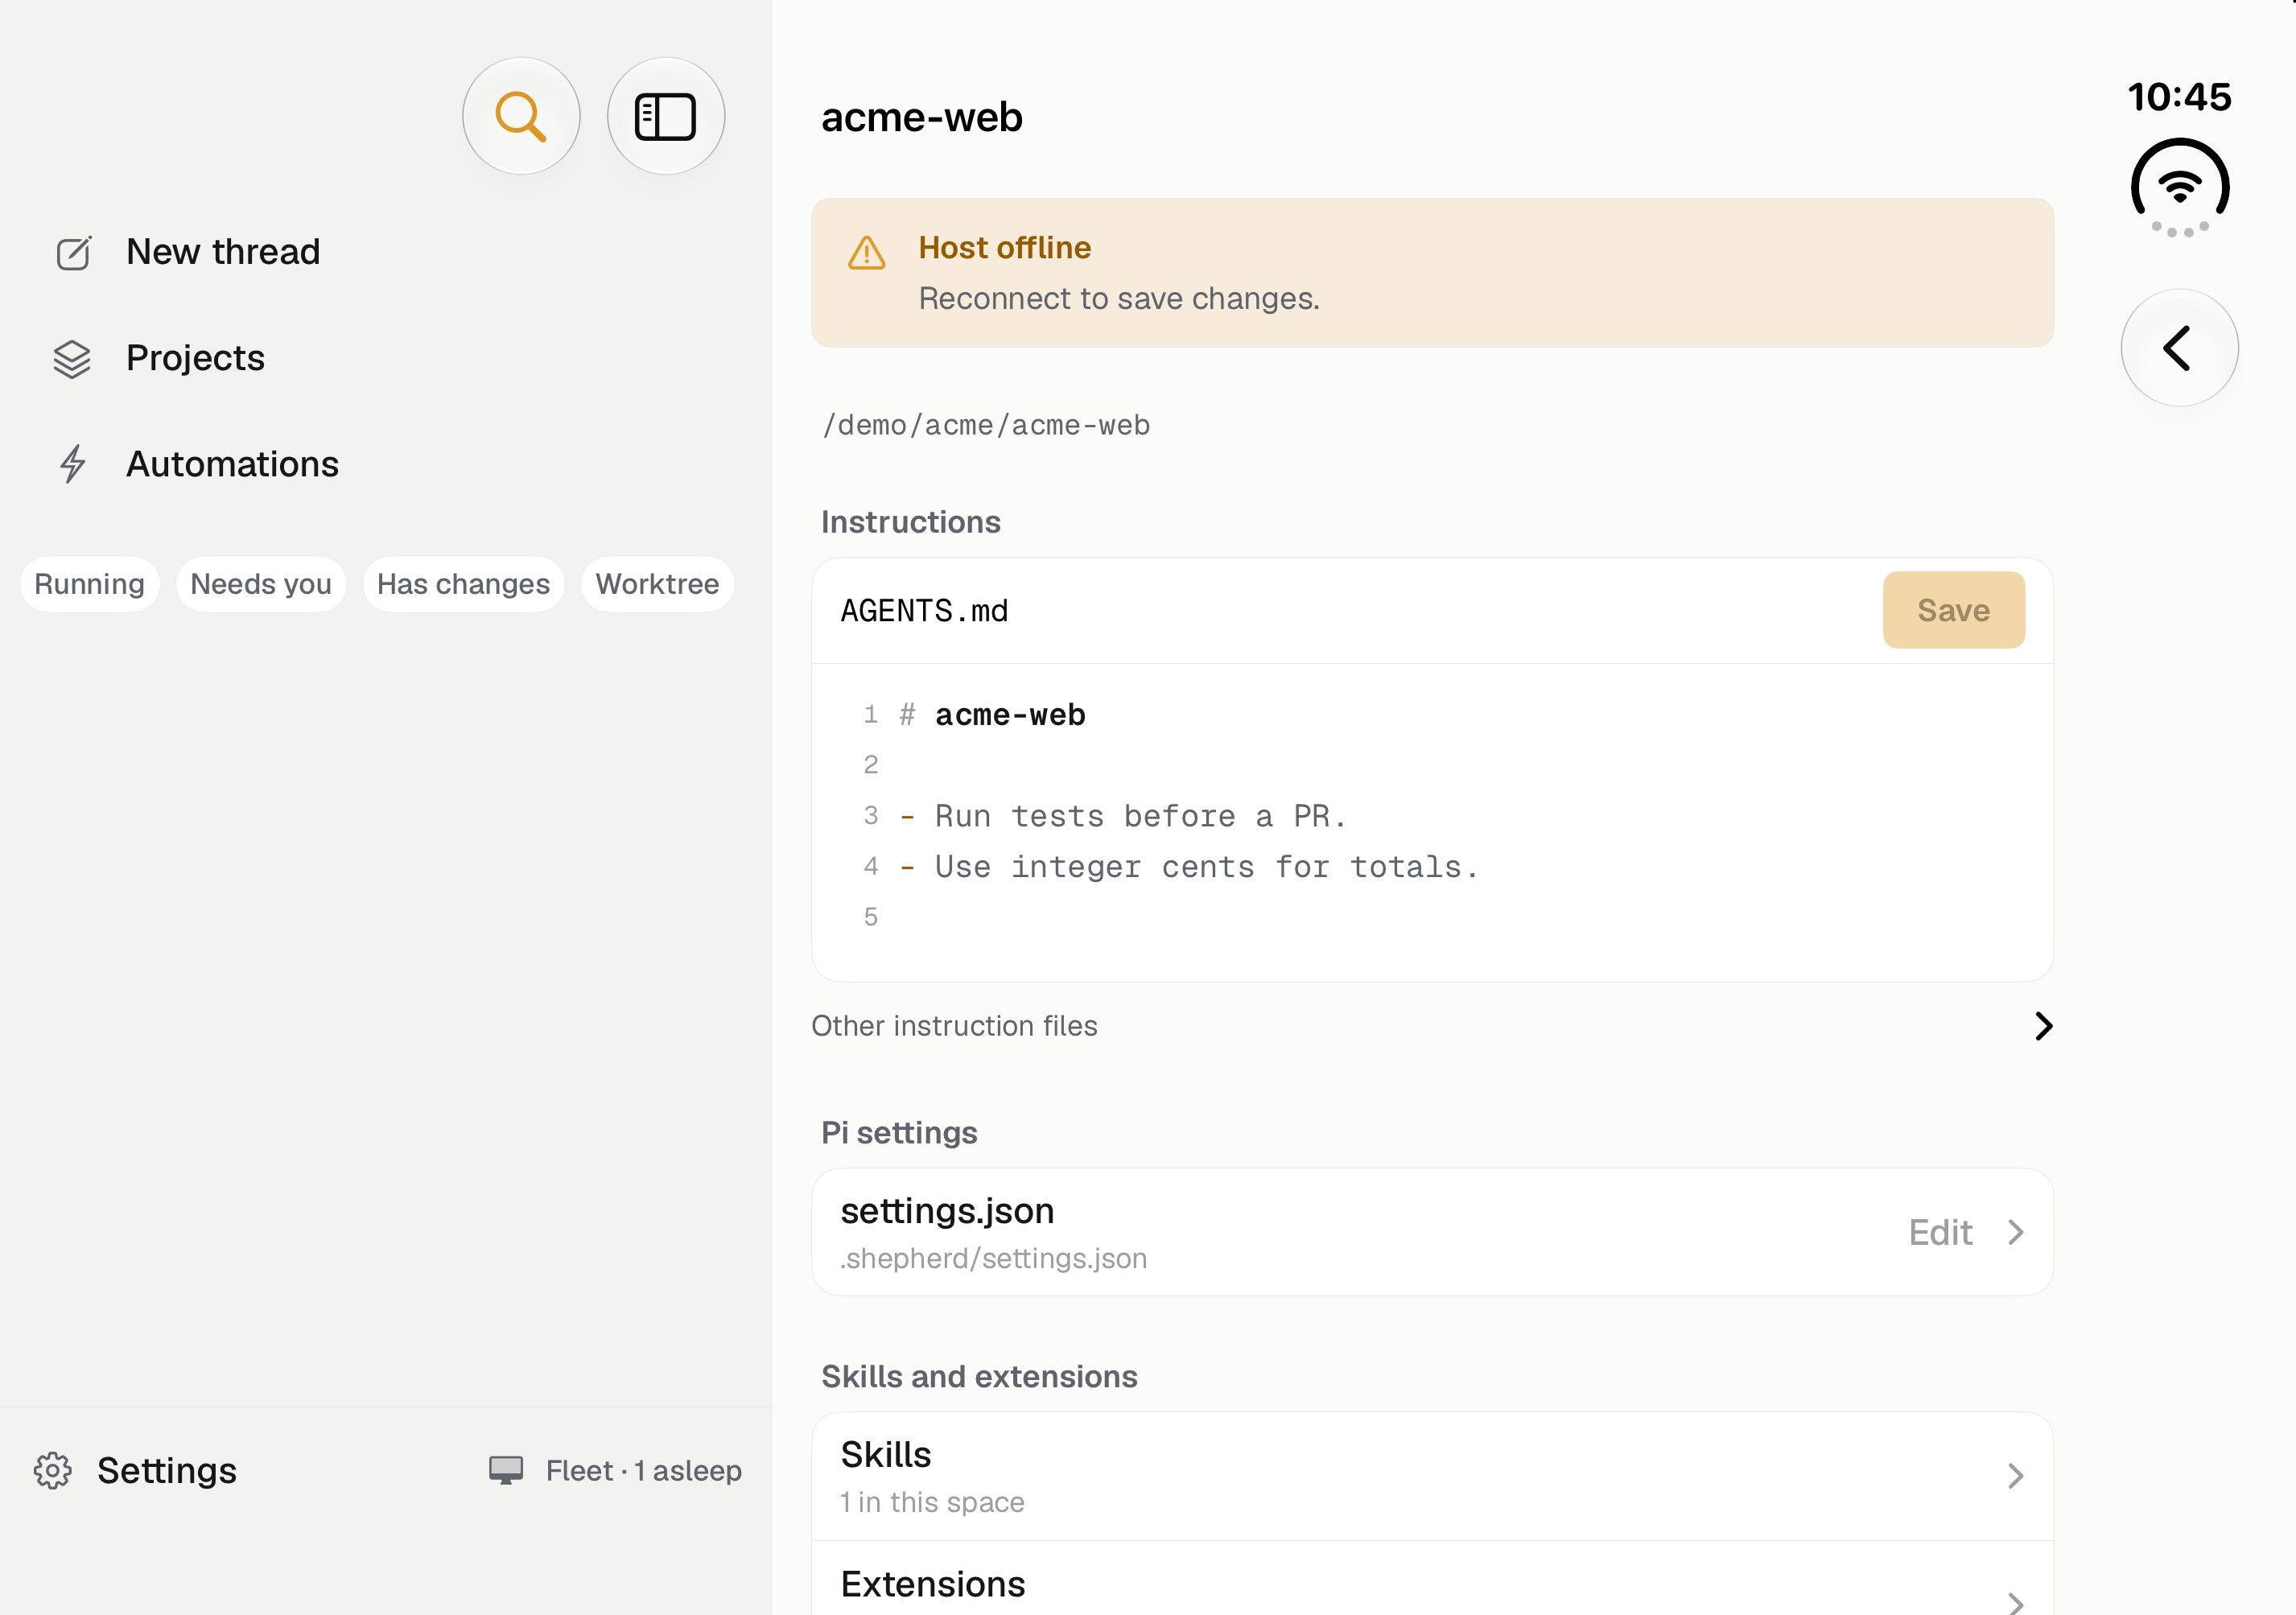 New thread
Projects
Automations
Running
Needs you
Has changes
Worktree
Settings
Fleet · 1 asleep
acme-web
Host offline
Reconnect to save changes.
/demo/acme/acme-web
Instructions
AGENTS.md
Save
1 # acme-web
2
3 - Run tests before a PR.
4 - Use integer cents for totals.
5
Other instruction files
Pi settings
settings.json
.shepherd/settings.json
Edit
Skills and extensions
Skills
1 in this space
Extensions
10:45